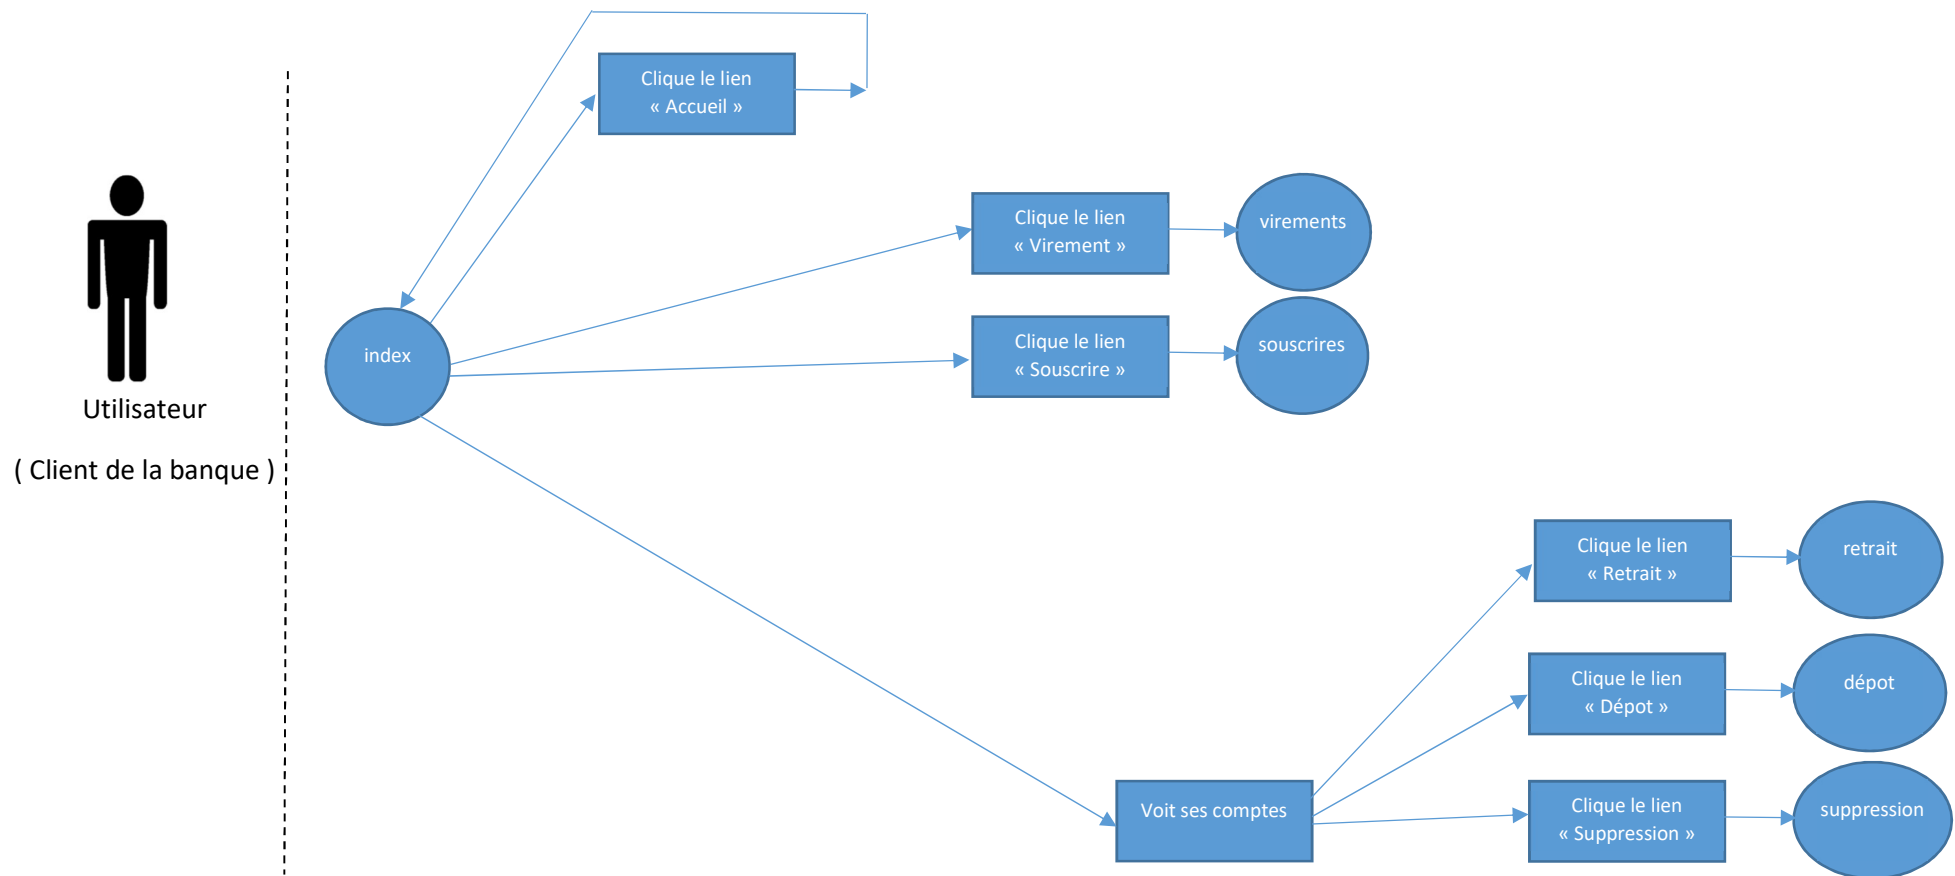 Clique le lien
« Accueil »
Clique le lien
« Virement »
virements
Clique le lien
« Souscrire »
souscrires
index
Utilisateur
( Client de la banque )
Clique le lien
« Retrait »
retrait
Clique le lien
« Dépot »
dépot
Voit ses comptes
Clique le lien
« Suppression »
suppression